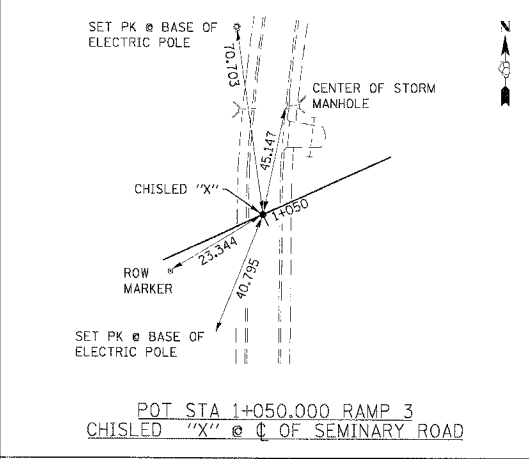 SET PK @ BASE OF
ELECTRIC POLE
N
70.703
CENTER OF STORM
MANHOLE
45.147
CHISLED "X"
1+050
23.344
ROW
MARKER
40.795
SET PK @ BASE OF
ELECTRIC POLE
POT STA 1+050.000 RAMP 3
CHISLED "X" @ ℄ OF SEMINARY ROAD